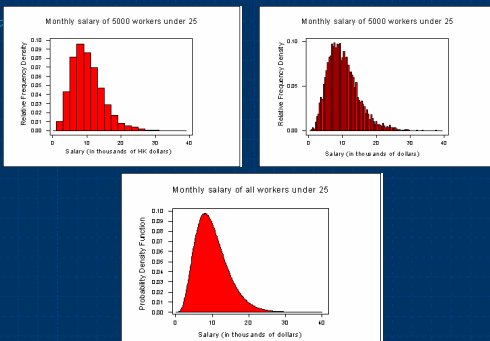 Monthly salary of 5000 workers under 25
Relative Frequency Density
0.10
0.09
0.08
0.07
0.06
0.05
0.04
0.03
0.02
0.01
0.00
0 10 20 30 40
Salary (in thousands of HK dollars)
Monthly salary of 5000 workers under 25
Relative Frequency Density
0.10
0.05
0.00
0 10 20 30 40
Salary (in thousands of dollars)
Monthly salary of all workers under 25
Probability Density Function
0.10
0.09
0.08
0.07
0.06
0.05
0.04
0.03
0.02
0.01
0.00
0 10 20 30 40
Salary (in thousands of dollars)